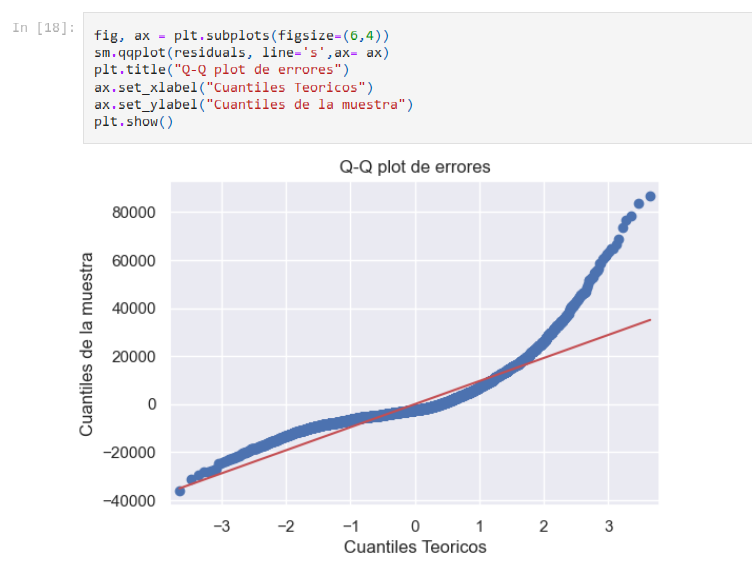 In [18]:
fig, ax = plt.subplots(figsize=(6,4))
sm.qqplot(residuals, line='s',ax= ax)
plt.title("Q-Q plot de errores")
ax.set_xlabel("Cuantiles Teoricos")
ax.set_ylabel("Cuantiles de la muestra")
plt.show()
Q-Q plot de errores
80000
60000
40000
20000
0
−20000
−40000
Cuantiles de la muestra
−3 −2 −1 0 1 2 3
Cuantiles Teoricos